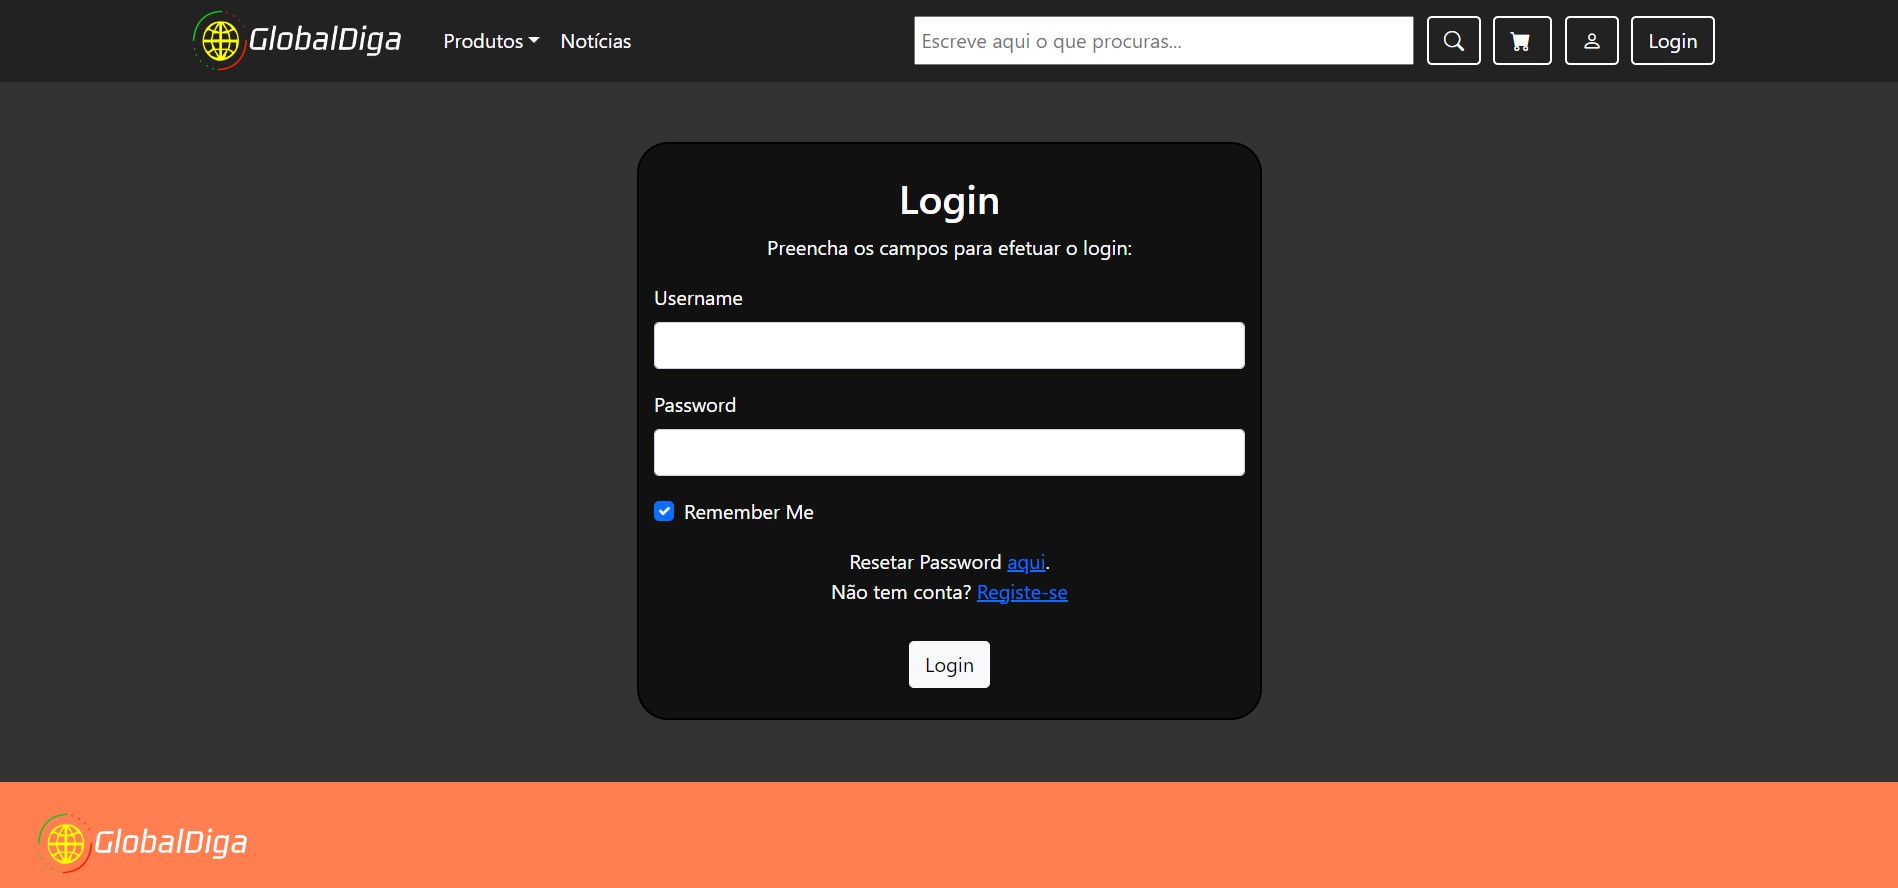 GlobalDiga
Produtos
Notícias
Escreve aqui o que procuras...
Login
Login
Preencha os campos para efetuar o login:
Username
Password
Remember Me
Resetar Password aqui.
Não tem conta? Registe-se
Login
GlobalDiga